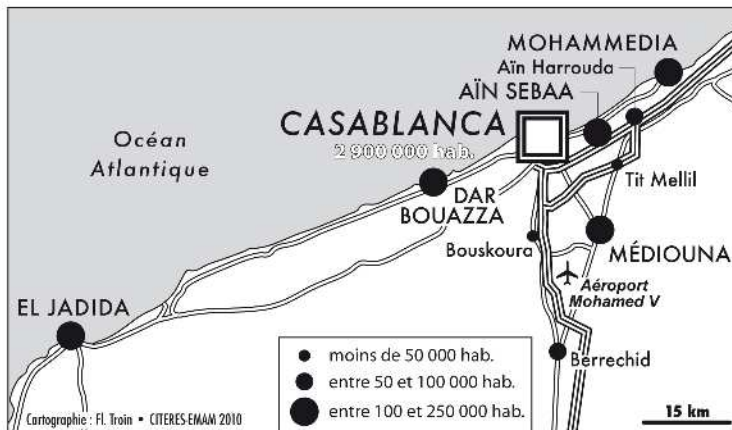 MOHAMMEDIA
Aïn Harrouda
AÏN SEBAA
CASABLANCA
2 900 000 hab.
Océan
Atlantique
Tit Mellil
DAR
BOUAZZA
Bouskoura
MÉDIOUNA
Aéroport
Mohamed V
EL JADIDA
Berrechid
moins de 50 000 hab.
entre 50 et 100 000 hab.
entre 100 et 250 000 hab.
15 km
Cartographie : Fl. Troin • CITERES-EMAM 2010